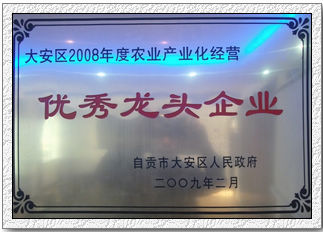 大安区2008年度农业产业化经营
优秀龙头企业
自贡市大安区人民政府
二〇〇九年二月